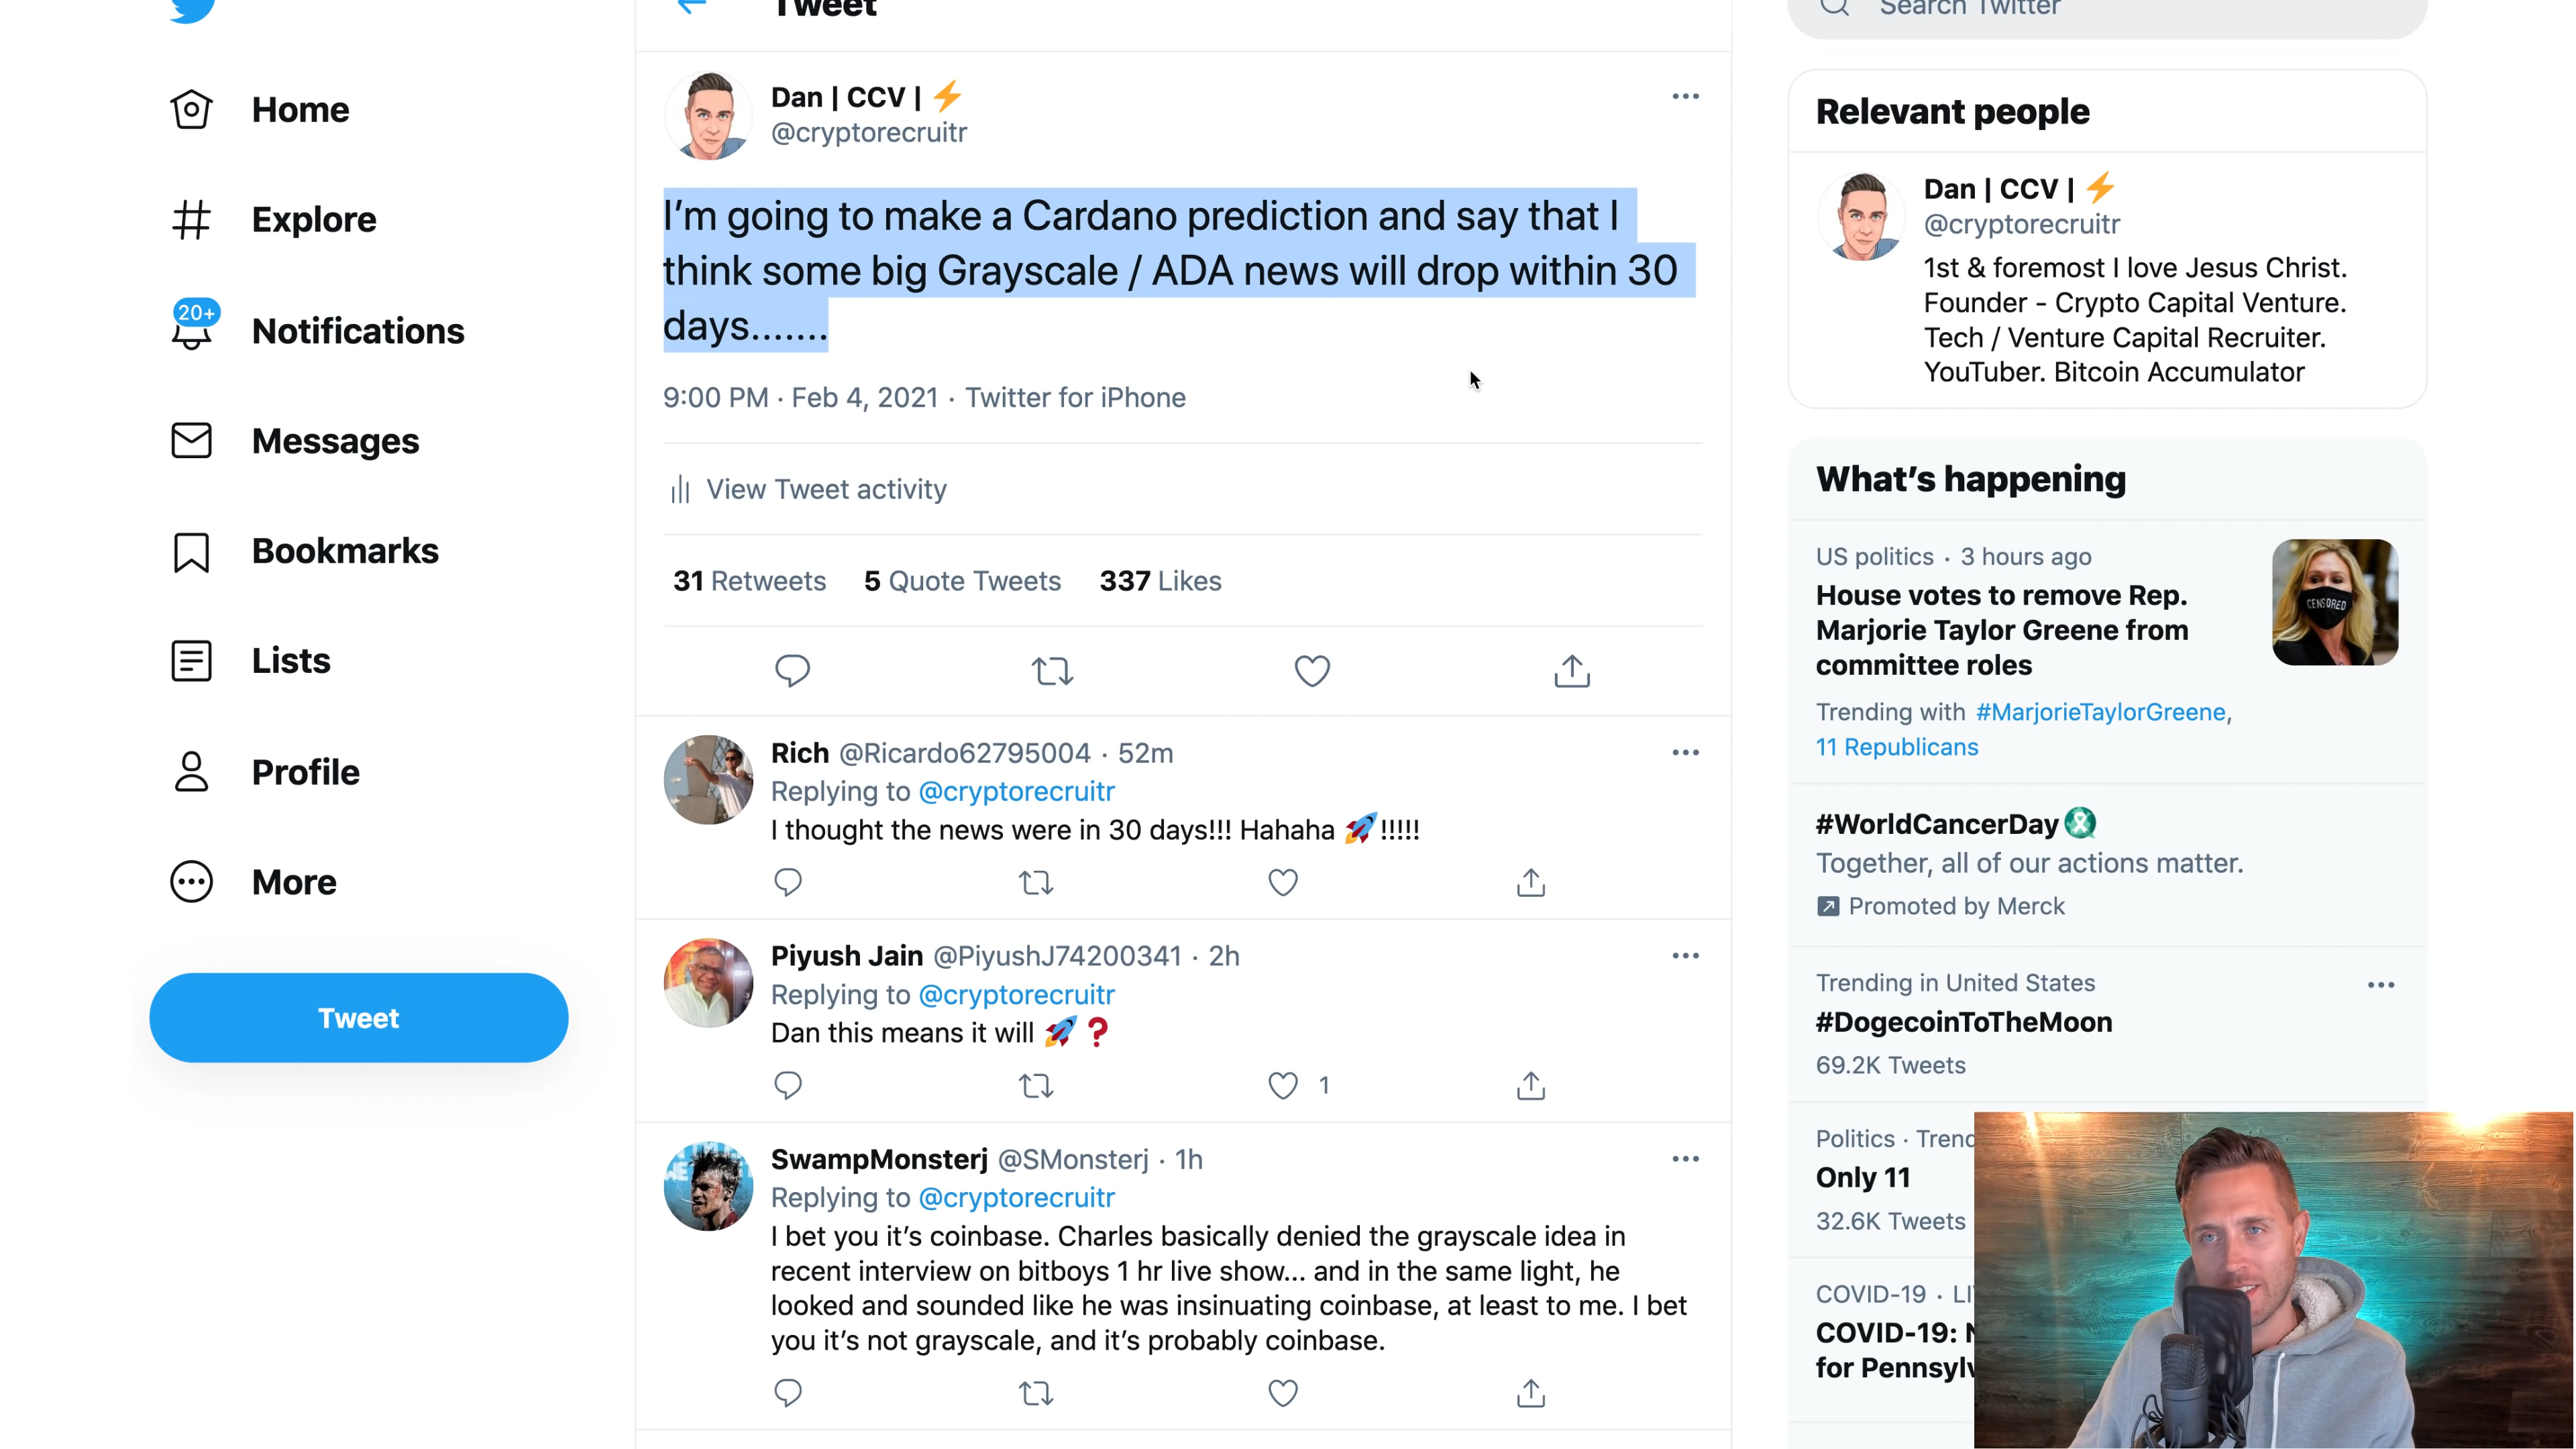 Tweet
Search Twitter
Home
Explore
20+
Notifications
Messages
Bookmarks
Lists
Profile
More
Tweet
Dan | CCV | ⚡
@cryptorecruitr
I’m going to make a Cardano prediction and say that I
think some big Grayscale / ADA news will drop within 30
days.......
9:00 PM · Feb 4, 2021 · Twitter for iPhone
View Tweet activity
31 Retweets 5 Quote Tweets 337 Likes
Rich @Ricardo62795004 · 52m
Replying to @cryptorecruitr
I thought the news were in 30 days!!! Hahaha 🚀!!!!!
Piyush Jain @PiyushJ74200341 · 2h
Replying to @cryptorecruitr
Dan this means it will 🚀❓
1
SwampMonsterj @SMonsterj · 1h
Replying to @cryptorecruitr
I bet you it’s coinbase. Charles basically denied the grayscale idea in
recent interview on bitboys 1 hr live show... and in the same light, he
looked and sounded like he was insinuating coinbase, at least to me. I bet
you it’s not grayscale, and it’s probably coinbase.
Relevant people
Dan | CCV | ⚡
@cryptorecruitr
1st & foremost I love Jesus Christ.
Founder - Crypto Capital Venture.
Tech / Venture Capital Recruiter.
YouTuber. Bitcoin Accumulator
What’s happening
US politics · 3 hours ago
House votes to remove Rep.
Marjorie Taylor Greene from
committee roles
CENSORED
Trending with #MarjorieTaylorGreene,
11 Republicans
#WorldCancerDay
Together, all of our actions matter.
Promoted by Merck
Trending in United States
#DogecoinToTheMoon
69.2K Tweets
Politics · Trend
Only 11
32.6K Tweets
COVID-19 · LI
COVID-19:
for Pennsylv